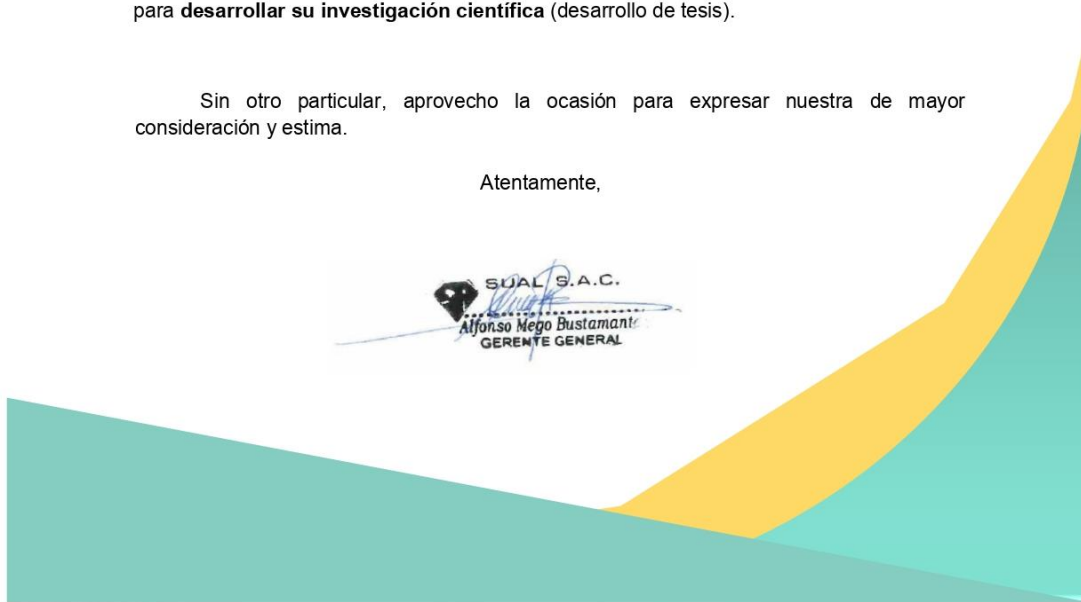 para desarrollar su investigación científica (desarrollo de tesis).
Sin otro particular, aprovecho la ocasión para expresar nuestra de mayor
consideración y estima.
Atentamente,
SUAL S.A.C.
Alfonso Mego Bustamante
GERENTE GENERAL